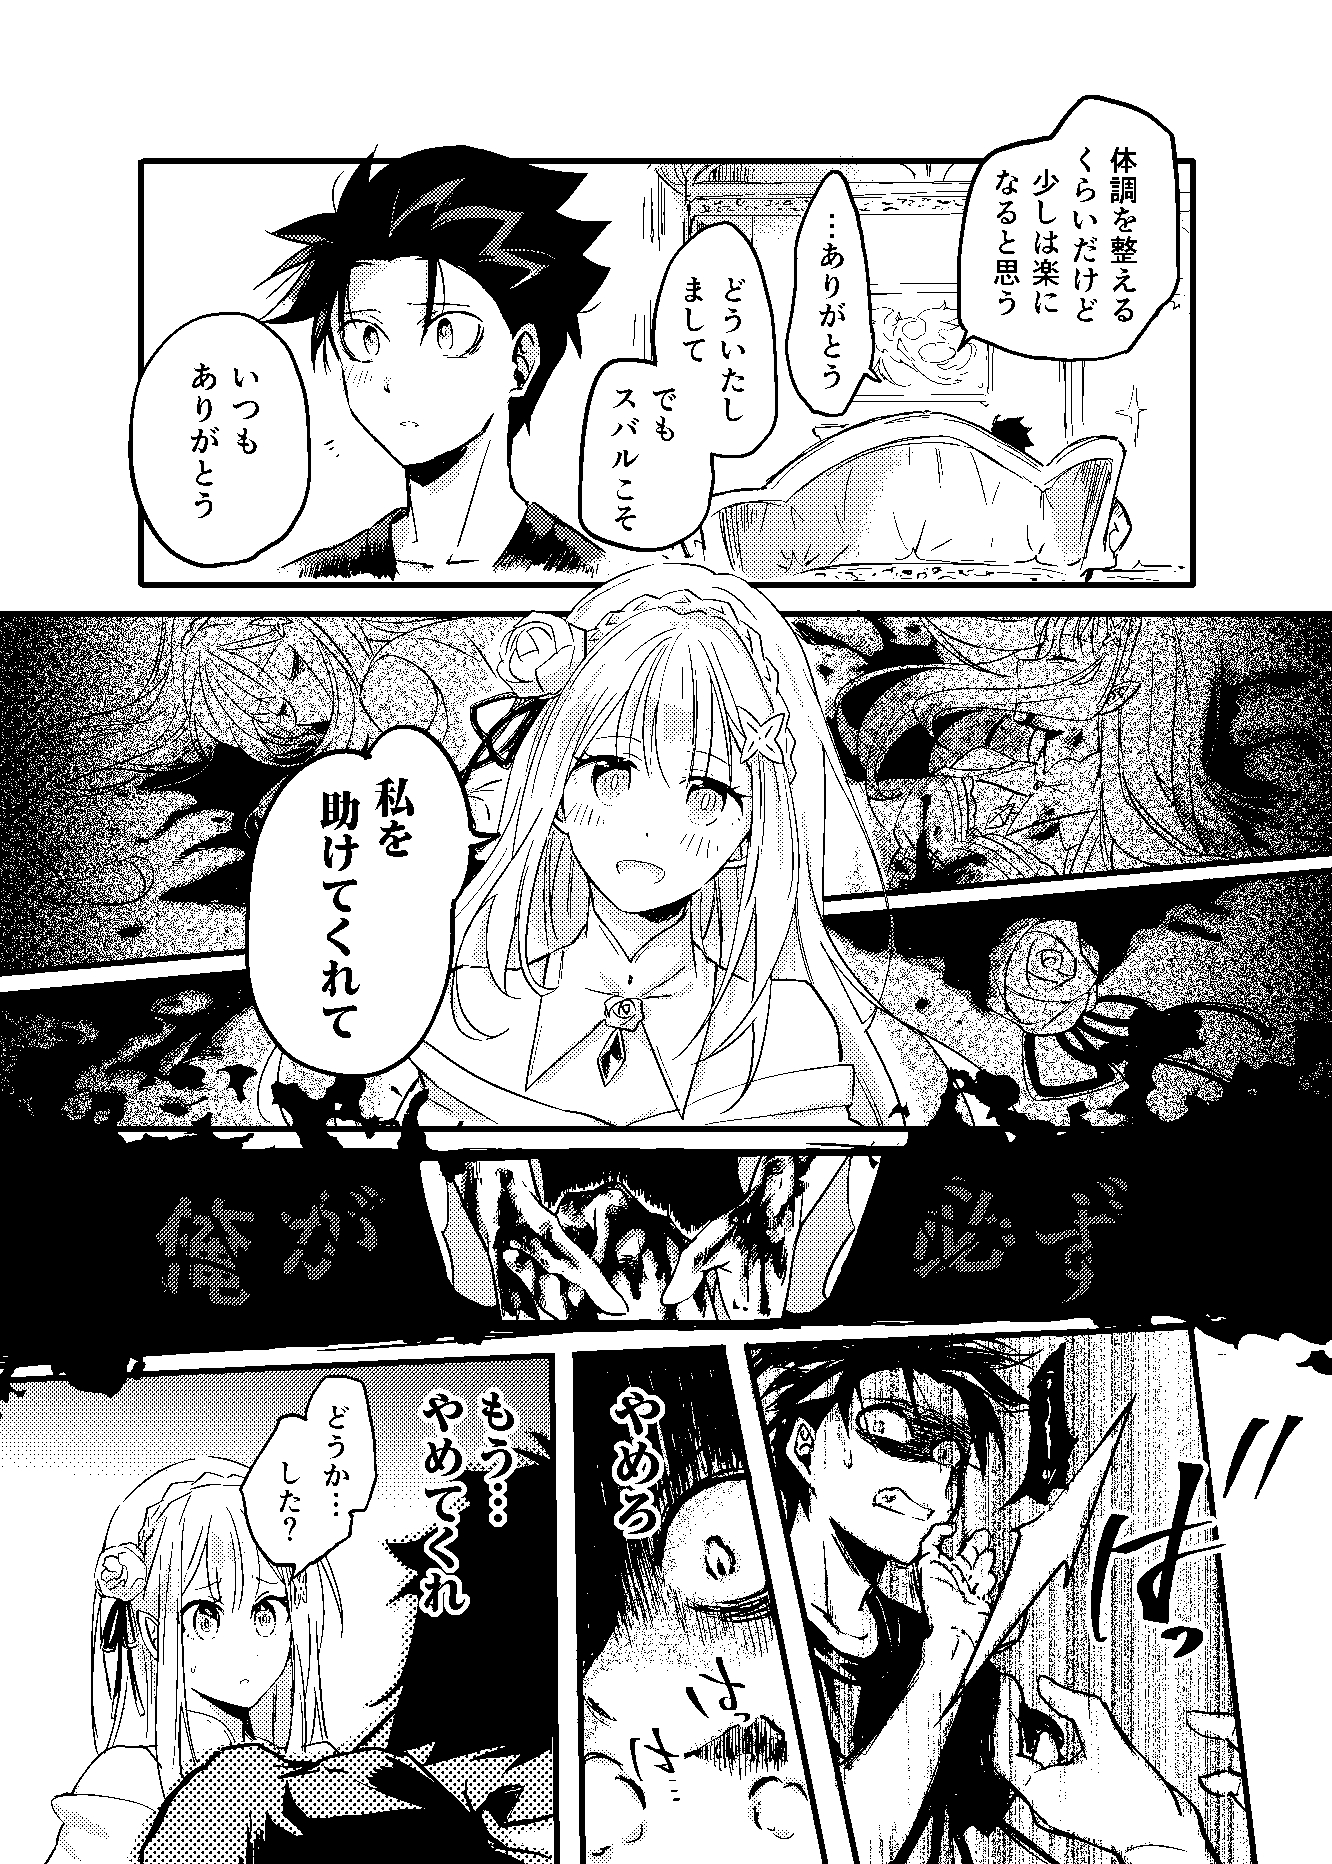 体調を整える
くらいだけど
少しは楽に
なると思う
…ありがとう
どういたし
まして
でも
スバルこそ
いつも
ありがとう
私を
助けてくれて
必ず
俺が
はっ
やめろ
はっ
はっ…
もう…
やめてくれ
どうか…
した?